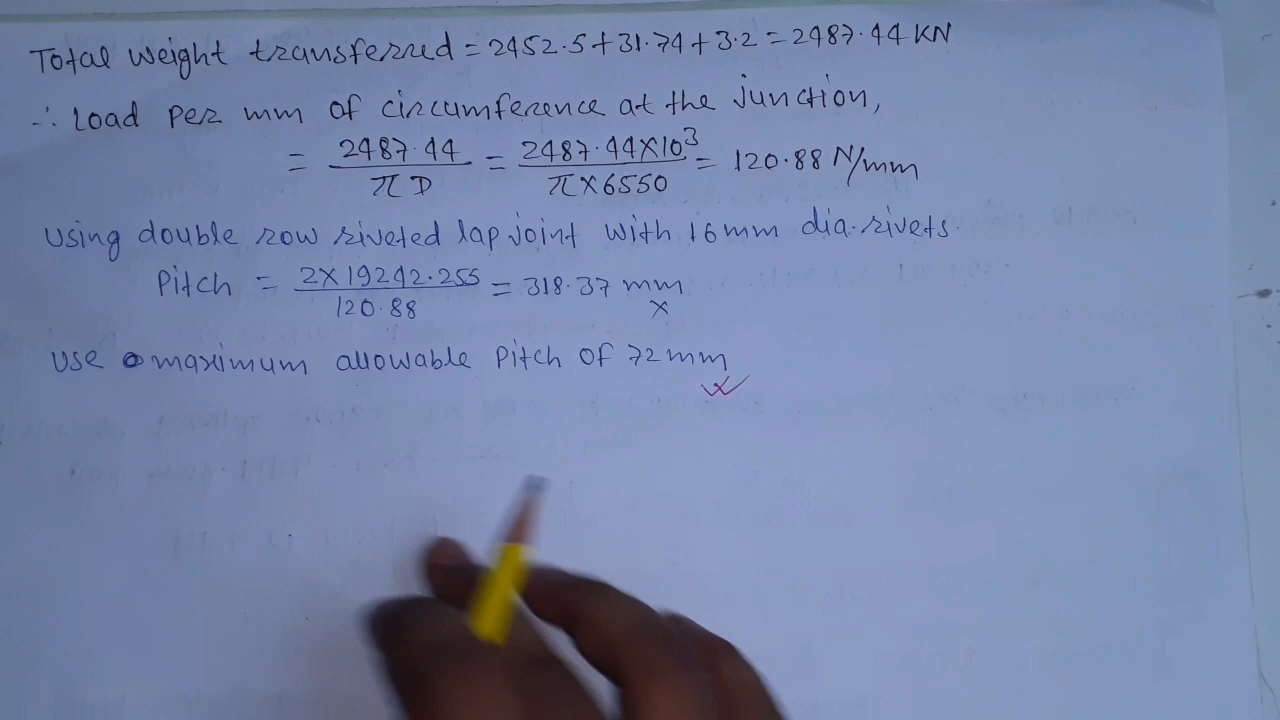 Total weight transferred = 2452.5+31.74+3.2 = 2487.44 KN
∴ Load per mm of circumference at the junction,
= 2487.44 / πD = 2487.44×10³ / π×6550 = 120.88 N/mm
using double row riveted lap joint with 16mm dia. rivets.
Pitch = 2×19242.255 / 120.88 = 318.37 mm
×
use maximum allowable pitch of 72mm